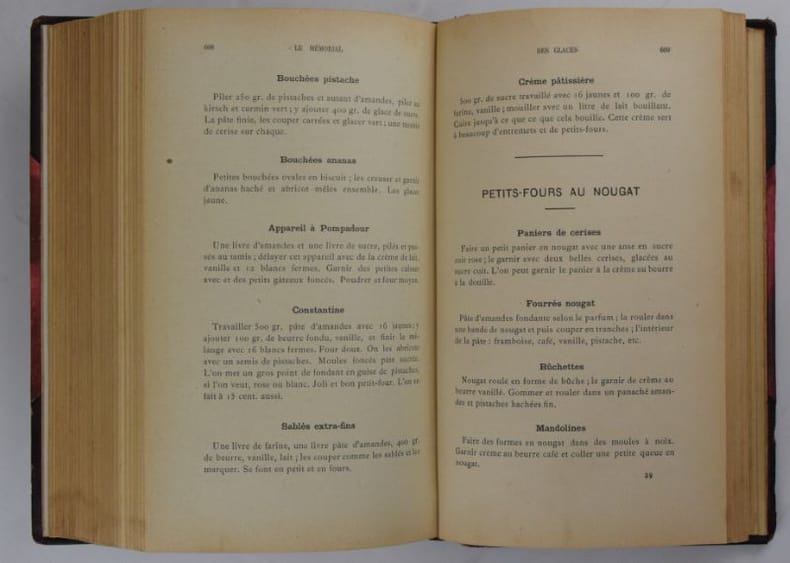 608
LE MÉMORIAL
Bouchées pistache
Piler 250 gr. de pistaches et autant d'amandes, piler au
kirsch et carmin vert ; y ajouter 400 gr. de glace de sucre.
La pâte finie, les couper carrées et glacer vert ; une
de cerise sur chaque.
Bouchées ananas
Petites bouchées ovales en biscuit ; les creuser et garnir
d'ananas haché et abricot mêlés ensemble. Les glacer
jaune.
Appareil à Pompadour
Une livre d'amandes et une livre de sucre, pilés et pas-
sés au tamis ; délayer cet appareil avec de la crème de lait,
vanille et 12 blancs fermes. Garnir des petites caisses
avec et des petits gâteaux foncés. Poudrer et four moyen.
Constantine
Travailler 500 gr. pâte d'amandes avec 16 jaunes ; y
ajouter 100 gr. de beurre fondu, vanille, et finir le mé-
lange avec 16 blancs fermes. Four doux. On les abricote
avec un semis de pistaches. Moules foncés pâte sucrée.
L'on met un gros point de fondant en guise de pistaches,
si l'on veut, rose ou blanc. Joli et bon petit-four. L'on en
fait à 15 cent. aussi.
Sablés extra-fins
Une livre de farine, une livre pâte d'amandes, 400 gr.
de beurre, vanille, lait ; les couper comme les sablés et les
marquer. Se font en petit et en fours.
DES GLACES
609
Crème pâtissière
500 gr. de sucre travaillé avec 16 jaunes et 100 gr. de
farine, vanille ; mouiller avec un litre de lait bouillant.
Cuire jusqu'à ce que ce que cela bouille. Cette crème sert
à beaucoup d'entremets et de petits-fours.
PETITS-FOURS AU NOUGAT
Paniers de cerises
Faire un petit panier en nougat avec une anse en sucre
cuit rose ; le garnir avec deux belles cerises, glacées au
sucre cuit. L'on peut garnir le panier à la crème au beurre
à la douille.
Fourrés nougat
Pâte d'amandes fondante selon le parfum ; la rouler dans
une bande de nougat et puis couper en tranches ; l'intérieur
de le pâte : framboise, café, vanille, pistache, etc.
Bûchettes
Nougat roulé en forme de bûche ; le garnir de crème au
beurre vanillé. Gommer et rouler dans un panaché aman-
des et pistaches hachées fin.
Mandolines
Faire des formes en nougat dans des moules à noix.
Garnir crème au beurre café et coller une petite queue en
nougat.
39